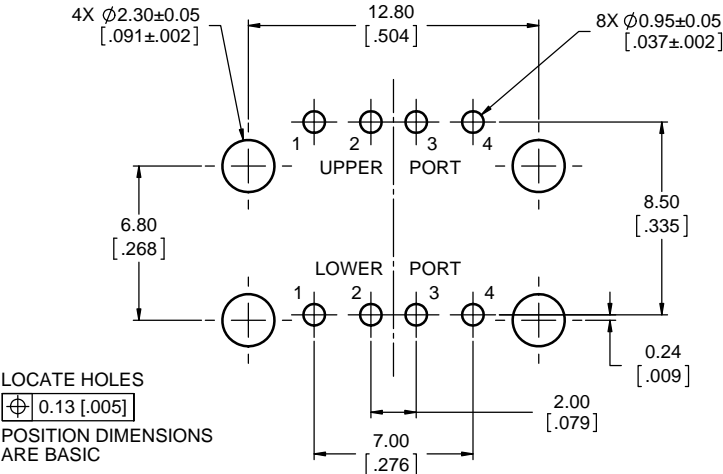 4X Ø2.30±0.05
[.091±.002]
12.80
[.504]
8X Ø0.95±0.05
[.037±.002]
1 2 3 4
UPPER PORT
6.80
[.268]
8.50
[.335]
LOWER PORT
1 2 3 4
0.24
[.009]
LOCATE HOLES
⌖ 0.13 [.005]
POSITION DIMENSIONS
ARE BASIC
2.00
[.079]
7.00
[.276]